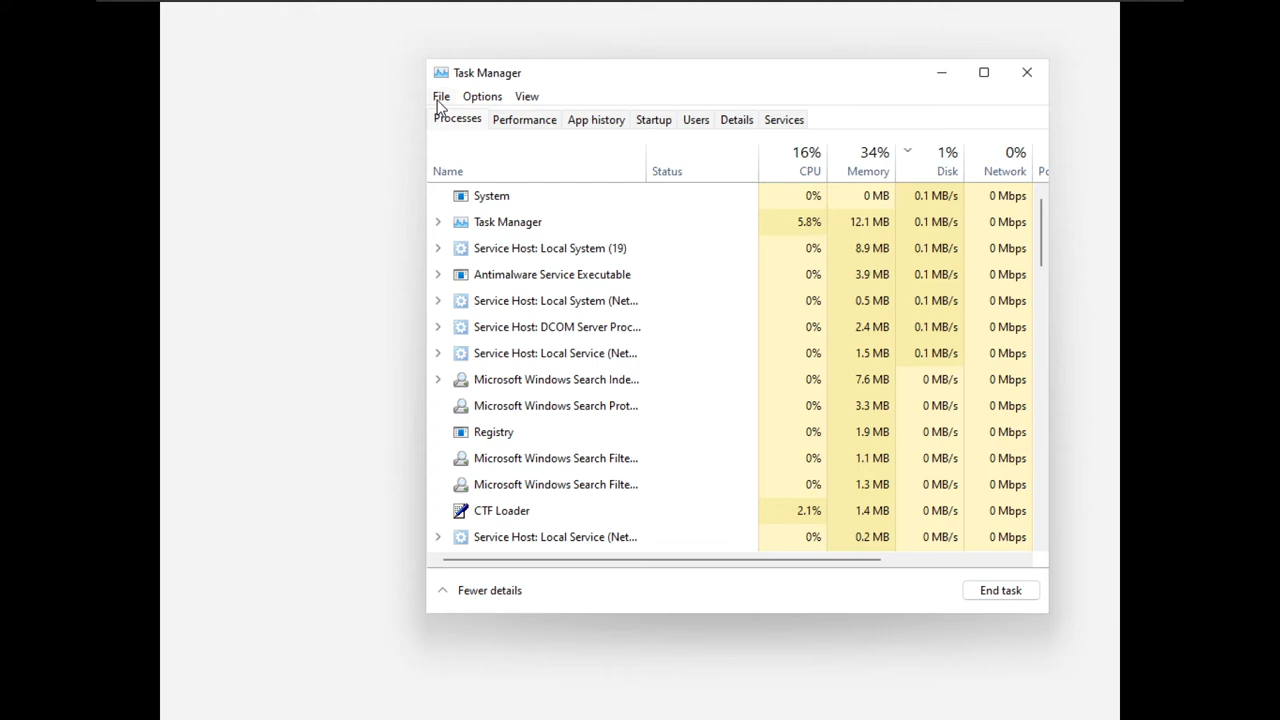 Task Manager
File Options View
Processes Performance App history Startup Users Details Services
16% 34% 1% 0%
Name Status CPU Memory Disk Network Po
System 0% 0 MB 0.1 MB/s 0 Mbps
Task Manager 5.8% 12.1 MB 0.1 MB/s 0 Mbps
Service Host: Local System (19) 0% 8.9 MB 0.1 MB/s 0 Mbps
Antimalware Service Executable 0% 3.9 MB 0.1 MB/s 0 Mbps
Service Host: Local System (Net... 0% 0.5 MB 0.1 MB/s 0 Mbps
Service Host: DCOM Server Proc... 0% 2.4 MB 0.1 MB/s 0 Mbps
Service Host: Local Service (Net... 0% 1.5 MB 0.1 MB/s 0 Mbps
Microsoft Windows Search Inde... 0% 7.6 MB 0 MB/s 0 Mbps
Microsoft Windows Search Prot... 0% 3.3 MB 0 MB/s 0 Mbps
Registry 0% 1.9 MB 0 MB/s 0 Mbps
Microsoft Windows Search Filte... 0% 1.1 MB 0 MB/s 0 Mbps
Microsoft Windows Search Filte... 0% 1.3 MB 0 MB/s 0 Mbps
CTF Loader 2.1% 1.4 MB 0 MB/s 0 Mbps
Service Host: Local Service (Net... 0% 0.2 MB 0 MB/s 0 Mbps
Fewer details End task